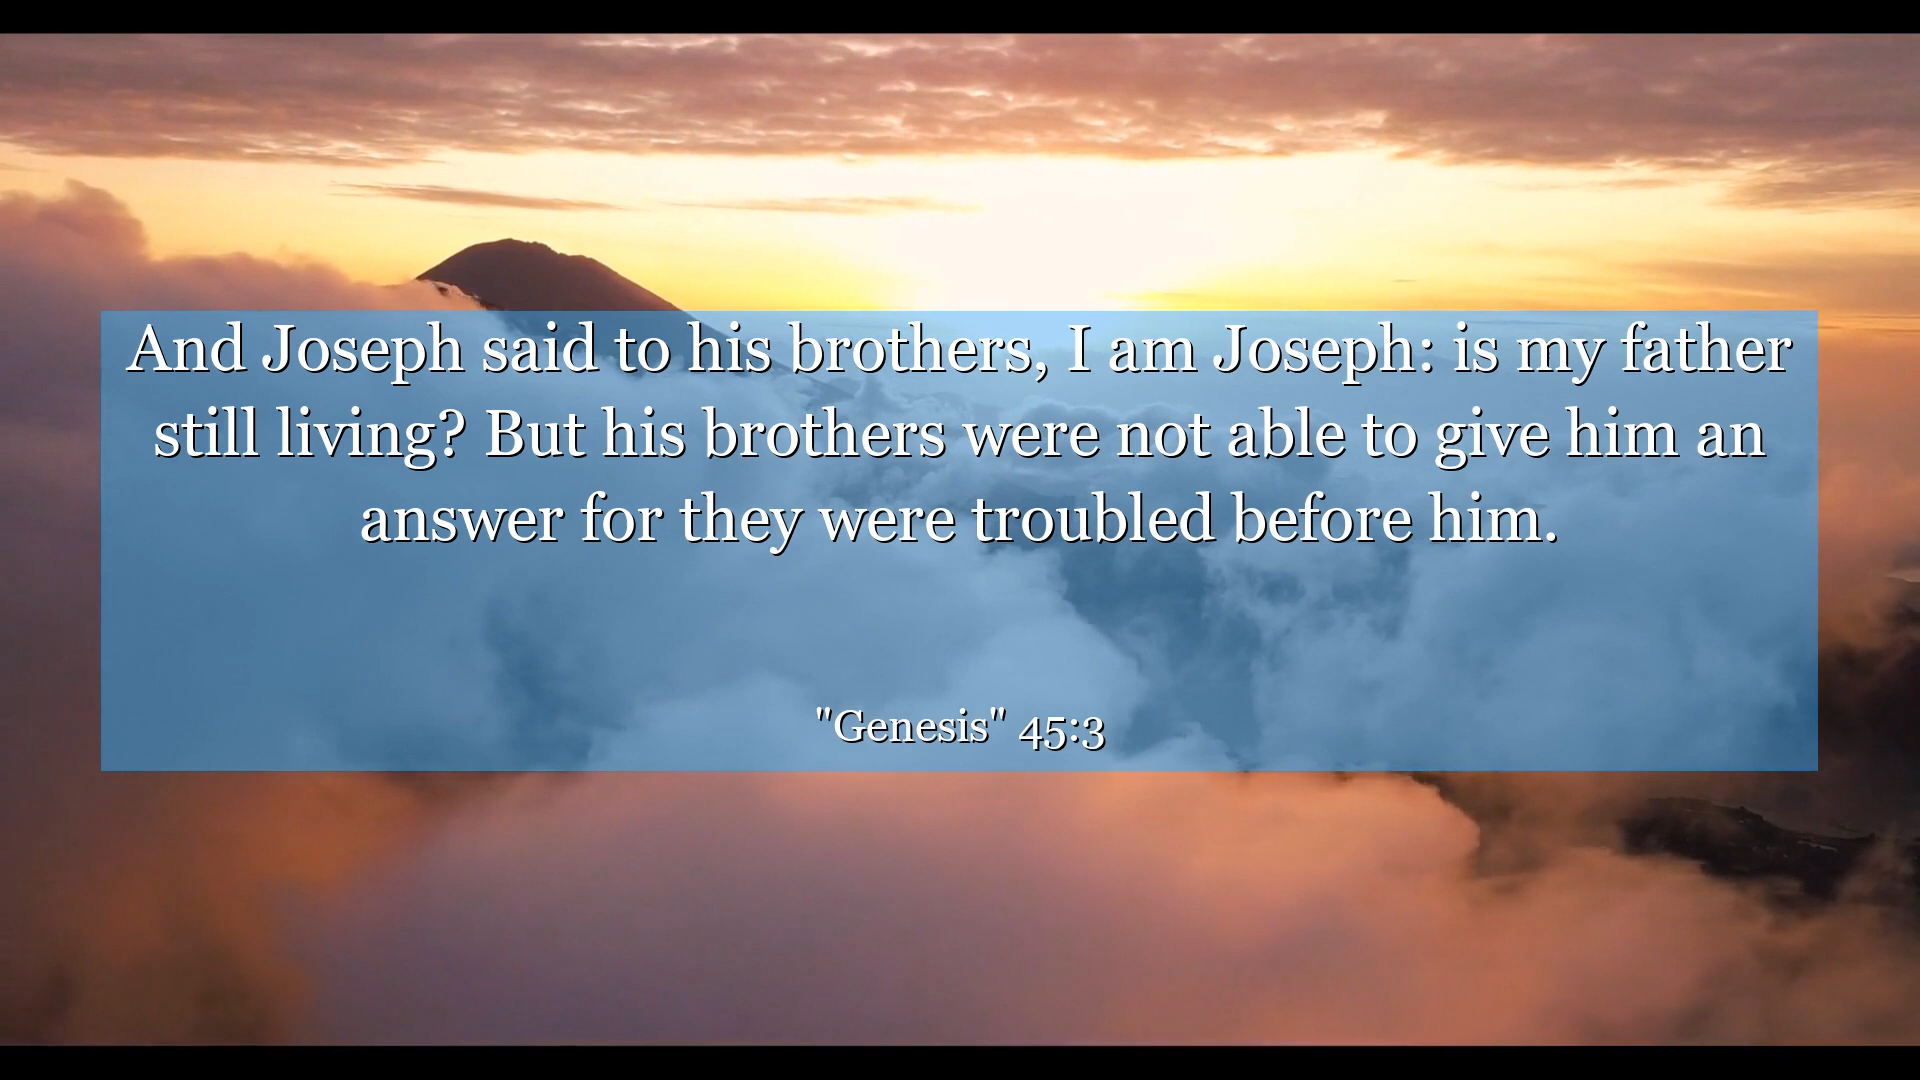 And Joseph said to his brothers, I am Joseph: is my father
still living? But his brothers were not able to give him an
answer for they were troubled before him.
"Genesis" 45:3